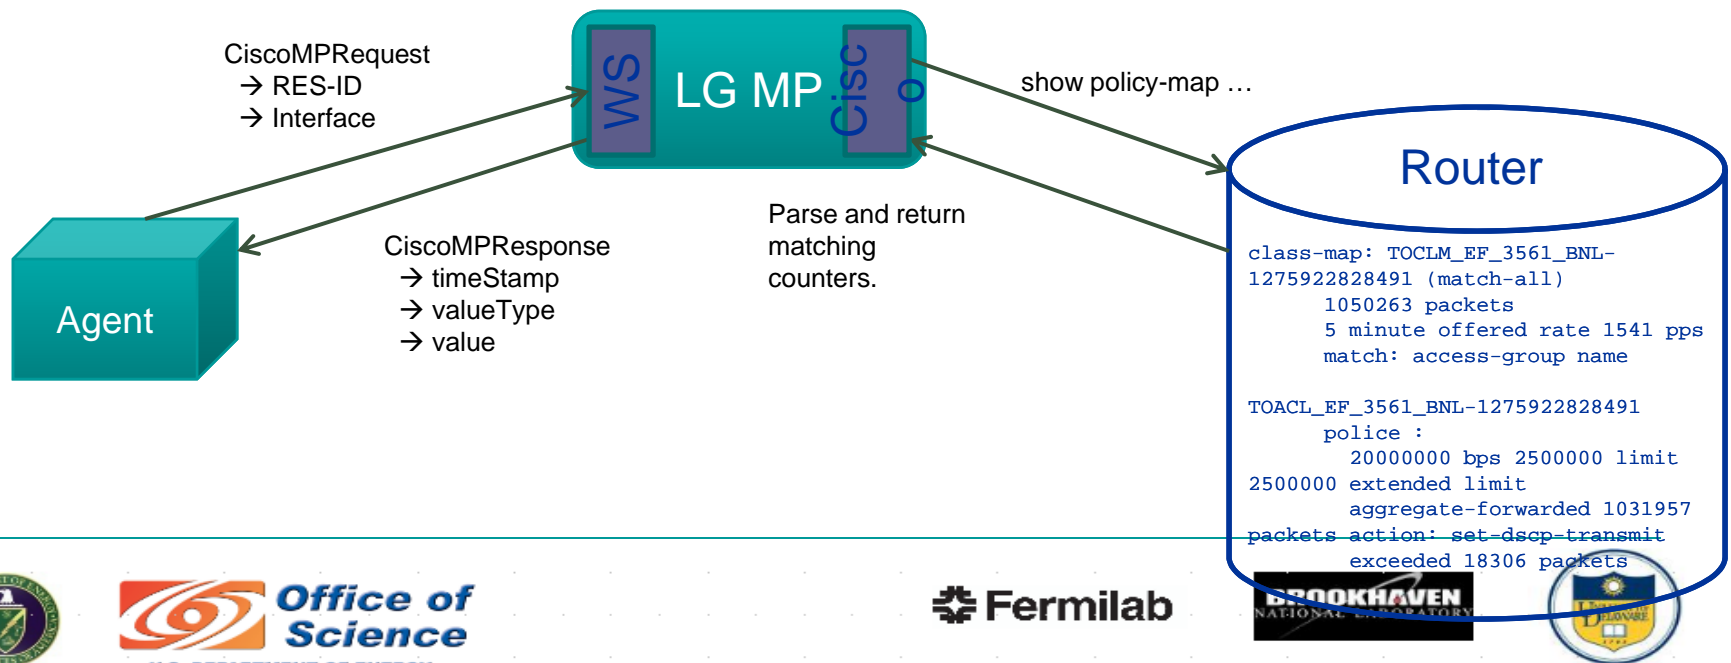 CiscoMPRequest
→ RES-ID
→ Interface
WS
LG MP
Cisco
show policy-map …
Router
Parse and return
matching
counters.
CiscoMPResponse
→ timeStamp
→ valueType
→ value
Agent
class-map: TOCLM_EF_3561_BNL-
1275922828491 (match-all)
1050263 packets
5 minute offered rate 1541 pps
match: access-group name
TOACL_EF_3561_BNL-1275922828491
police :
20000000 bps 2500000 limit
2500000 extended limit
aggregate-forwarded 1031957
packets action: set-dscp-transmit
exceeded 18306 packets
Office of
Science
Fermilab
BROOKHAVEN
NATIONAL LABORATORY